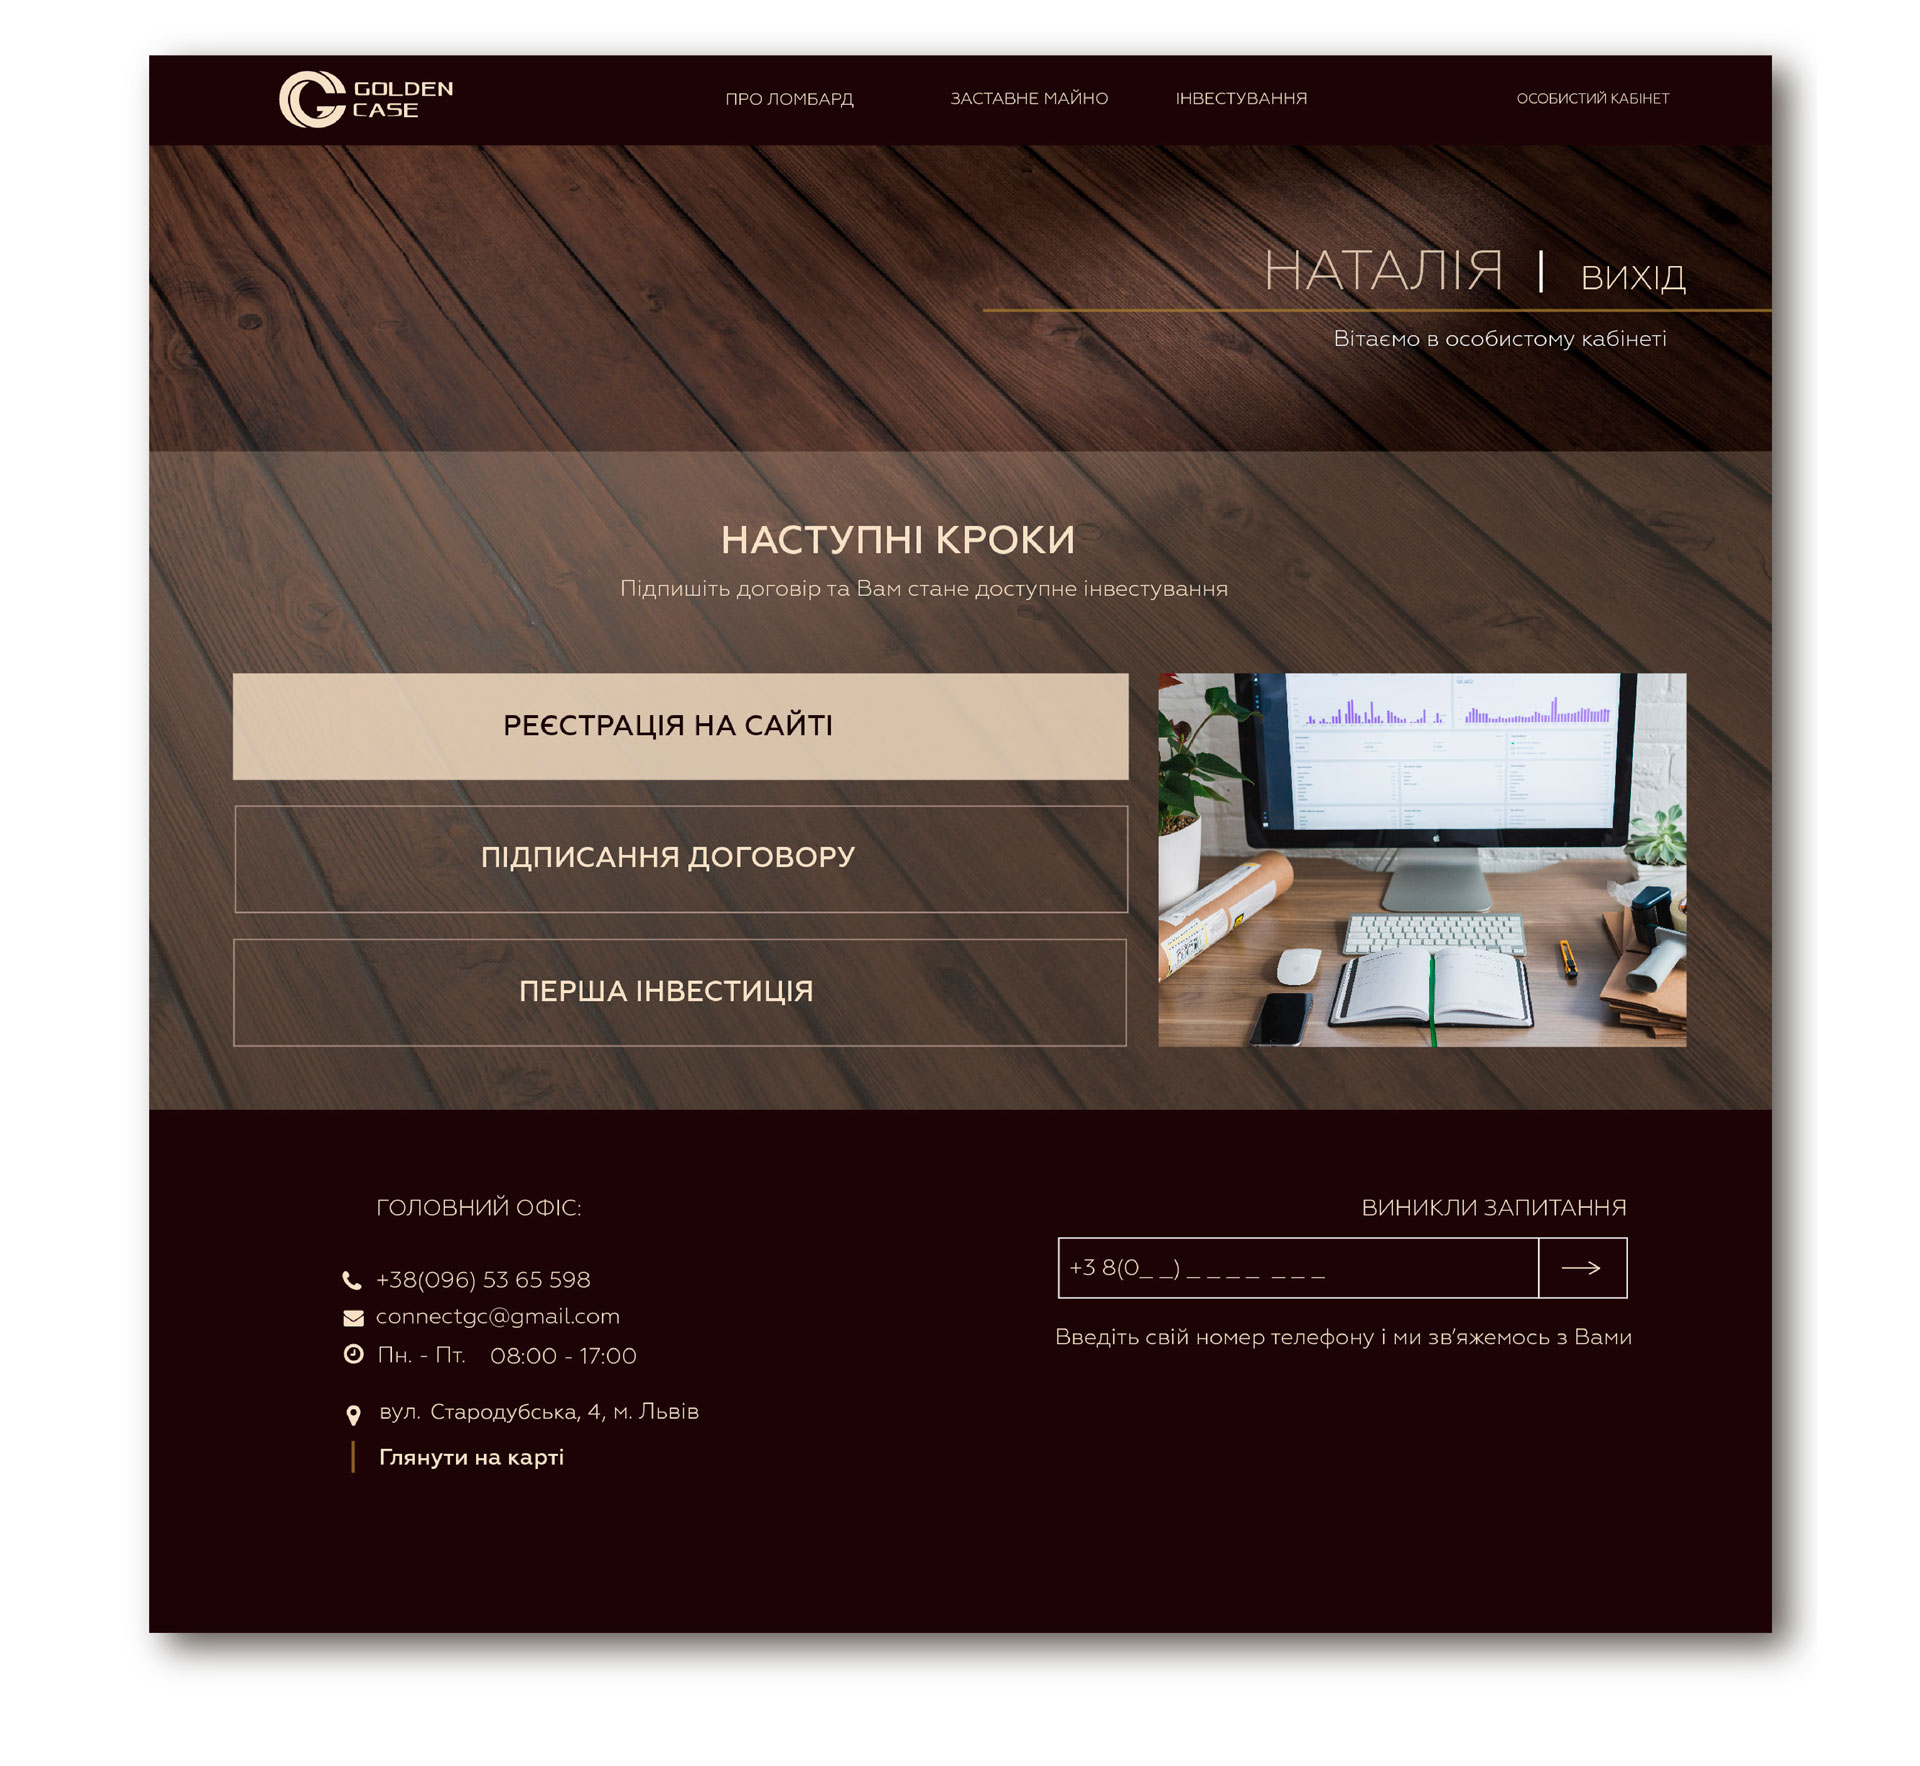 GOLDEN
CASE
ПРО ЛОМБАРД
ЗАСТАВНЕ МАЙНО
ІНВЕСТУВАННЯ
ОСОБИСТИЙ КАБІНЕТ
НАТАЛІЯ | ВИХІД
Вітаємо в особистому кабінеті
НАСТУПНІ КРОКИ
Підпишіть договір та Вам стане доступне інвестування
РЕЄСТРАЦІЯ НА САЙТІ
ПІДПИСАННЯ ДОГОВОРУ
ПЕРША ІНВЕСТИЦІЯ
ГОЛОВНИЙ ОФІС:
+38(096) 53 65 598
connectgc@gmail.com
Пн. - Пт. 08:00 - 17:00
вул. Стародубська, 4, м. Львів
Глянути на карті
ВИНИКЛИ ЗАПИТАННЯ
+3 8(0_ _) _ _ _ _ _ _ _
Введіть свій номер телефону і ми зв’яжемось з Вами